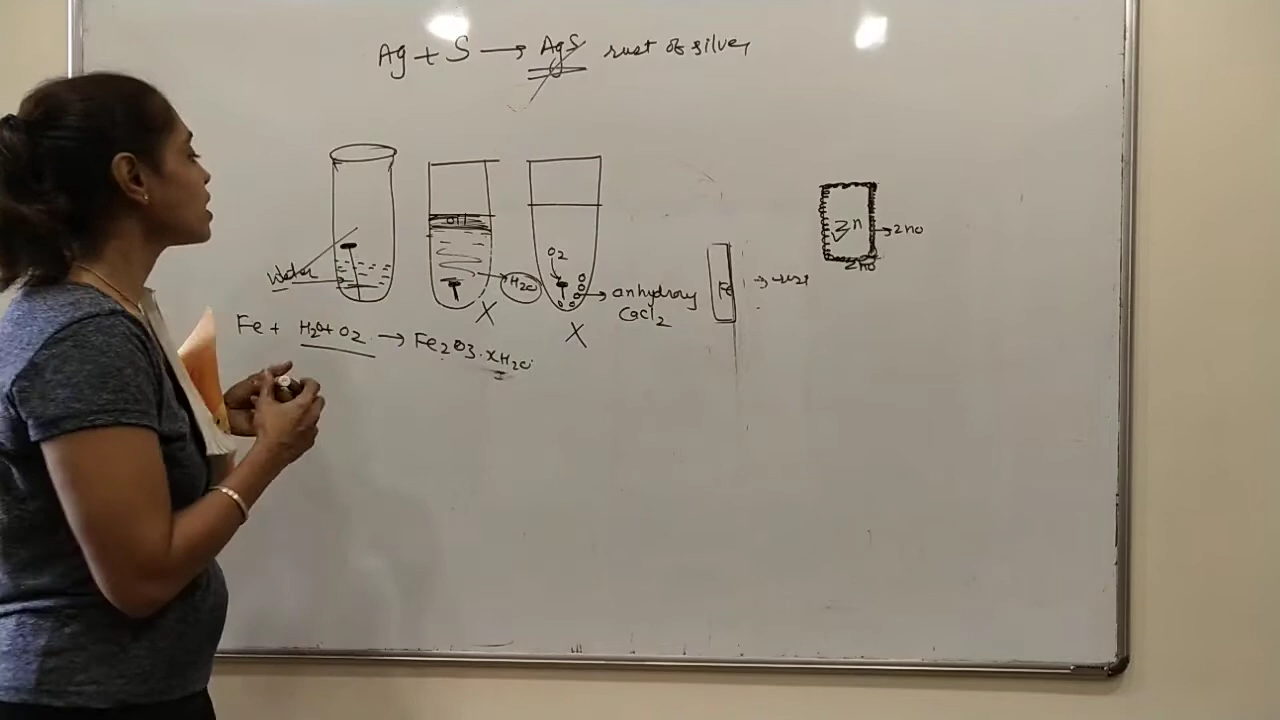 Ag + S → AgS rust of silver
oil
Zn → ZnO
ZnO
Water
H2O
O2
anhydrous
CaCl2
Fe → rust
X
X
Fe + H2O + O2 → Fe2O3.xH2O